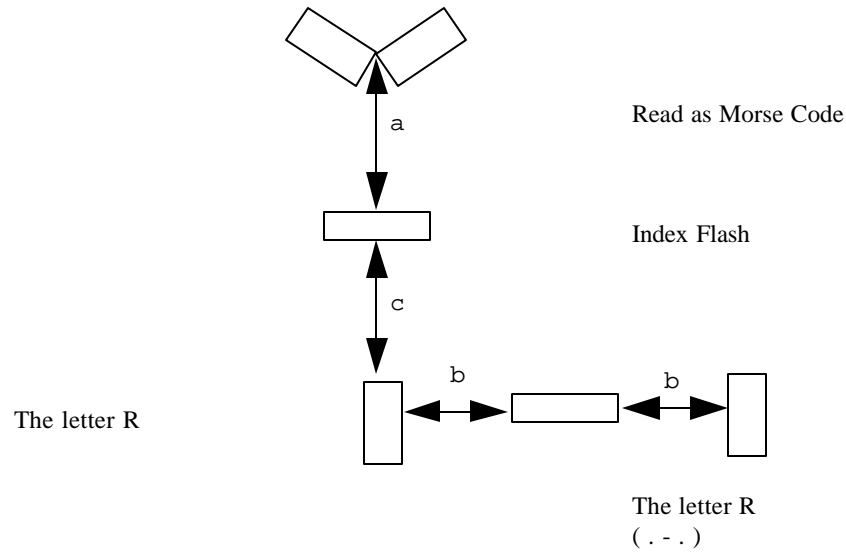 a
Read as Morse Code
Index Flash
c
b
b
The letter R
The letter R
( . - . )